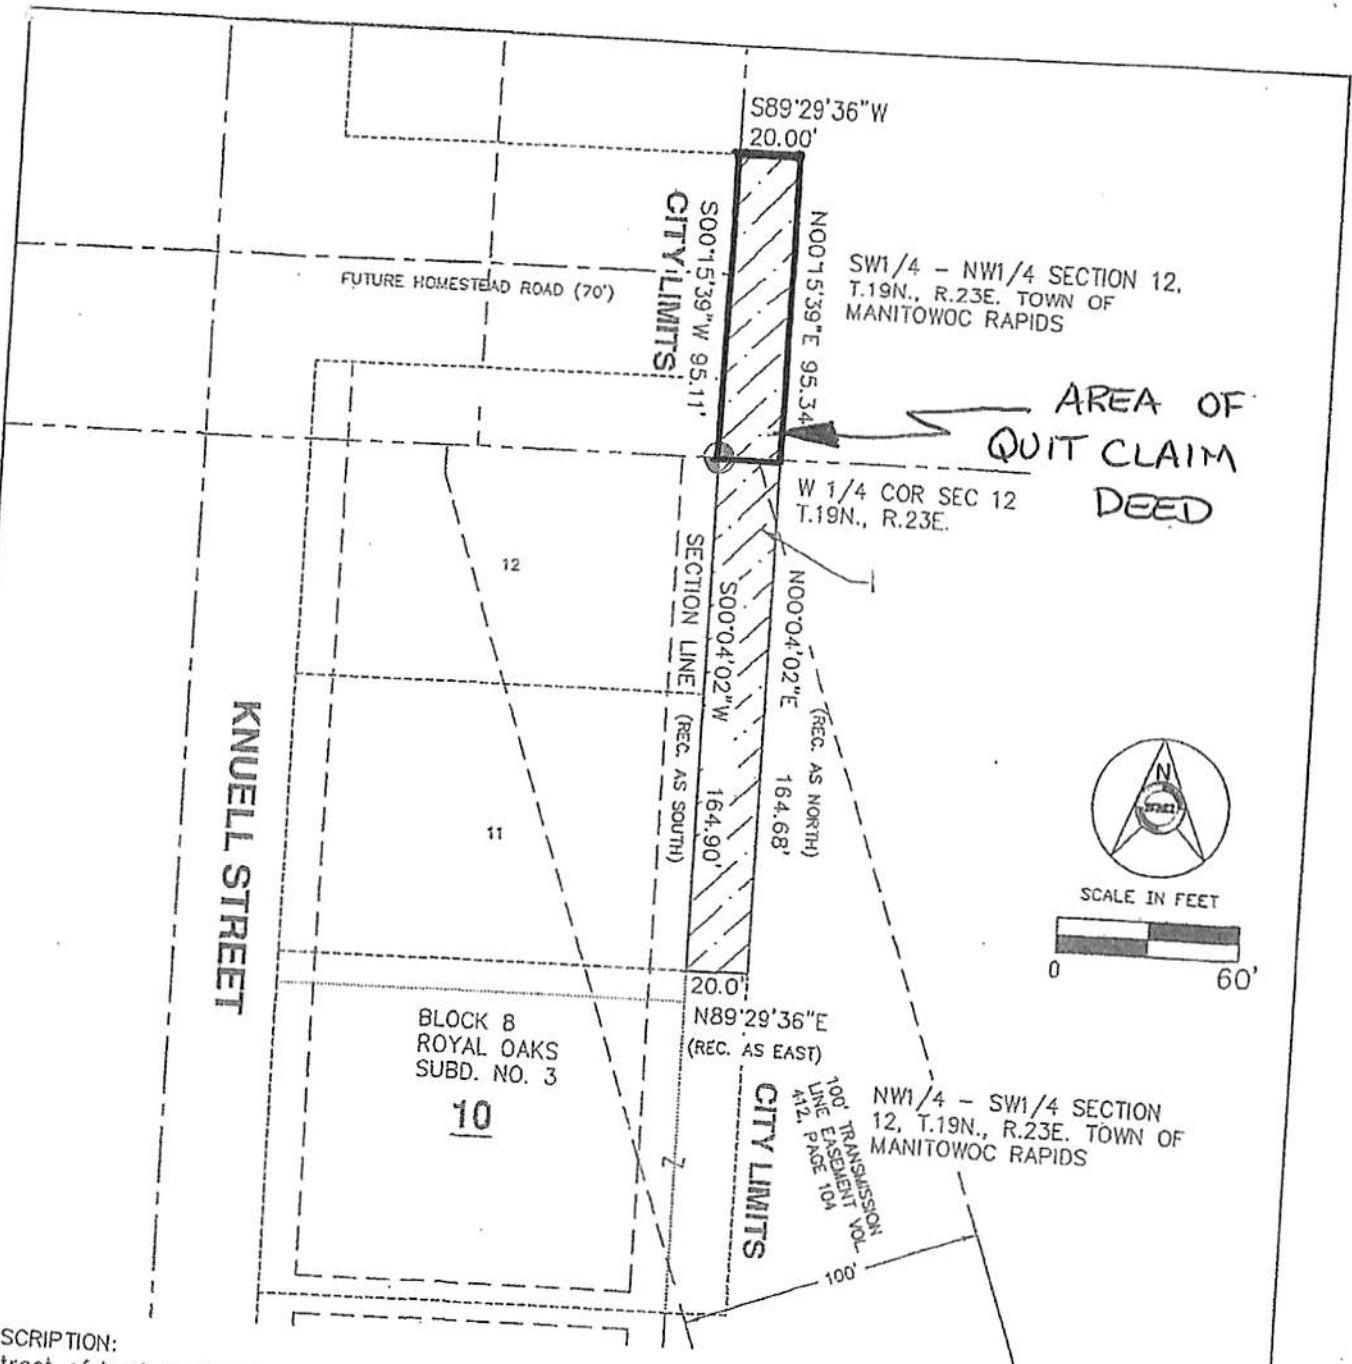 S89°29'36"W
20.00'
CITY LIMITS
S00°15'39"W 95.11'
N00°15'39"E 95.34'
SW1/4 - NW1/4 SECTION 12,
T.19N., R.23E. TOWN OF
MANITOWOC RAPIDS
FUTURE HOMESTEAD ROAD (70')
AREA OF
QUIT CLAIM
DEED
W 1/4 COR SEC 12
T.19N., R.23E.
12
SECTION LINE (REC. AS SOUTH)
S00°04'02"W 164.90'
N00°04'02"E 164.68'
(REC. AS NORTH)
KNUELL STREET
11
N
SCALE IN FEET
0 60'
20.0'
N89°29'36"E
(REC. AS EAST)
BLOCK 8
ROYAL OAKS
SUBD. NO. 3
10
CITY LIMITS
100' TRANSMISSION
LINE EASEMENT VOL.
412, PAGE 104
NW1/4 - SW1/4 SECTION
12, T.19N., R.23E. TOWN OF
MANITOWOC RAPIDS
100'
SCRIPTION: